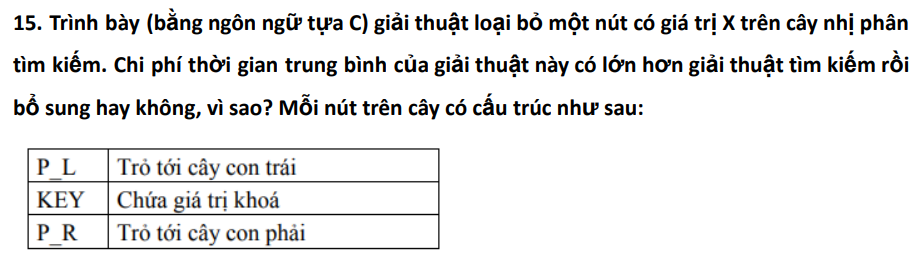 15. Trình bày (bằng ngôn ngữ tựa C) giải thuật loại bỏ một nút có giá trị X trên cây nhị phân
tìm kiếm. Chi phí thời gian trung bình của giải thuật này có lớn hơn giải thuật tìm kiếm rồi
bổ sung hay không, vì sao? Mỗi nút trên cây có cấu trúc như sau:
P_L Trỏ tới cây con trái
KEY Chứa giá trị khoá
P_R Trỏ tới cây con phải